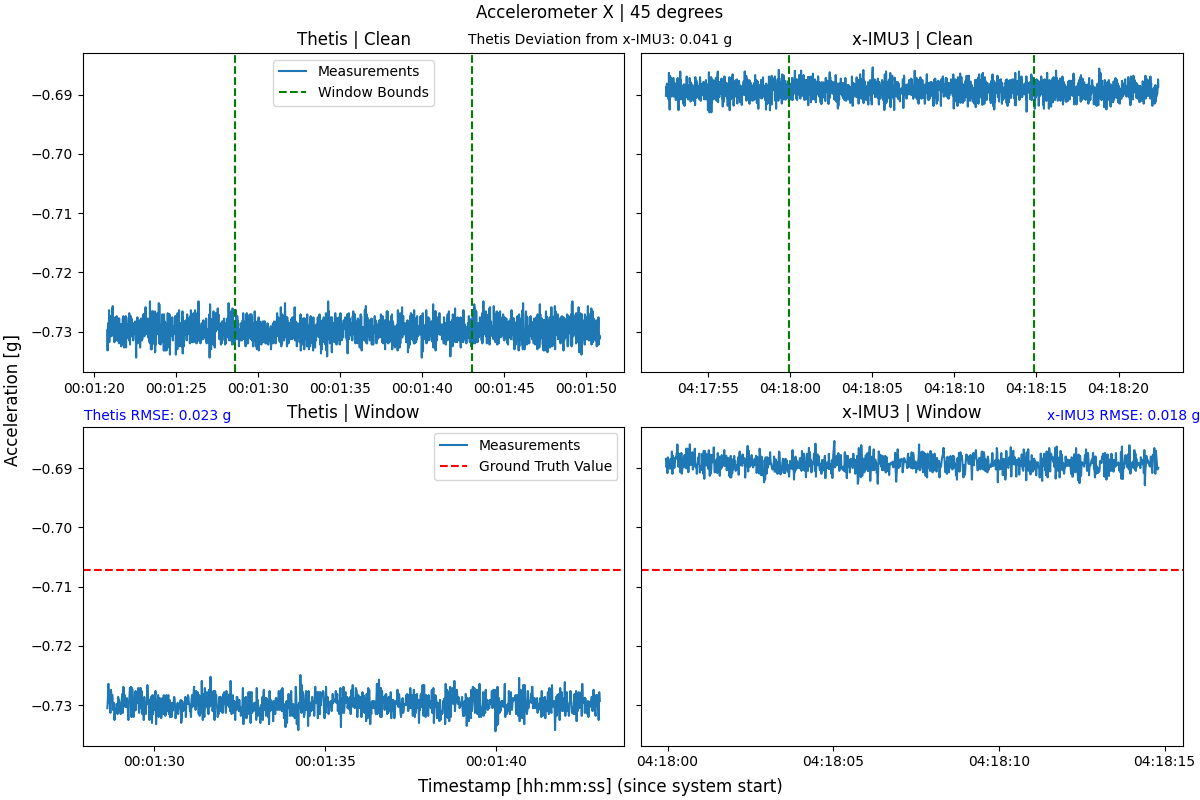 Accelerometer X | 45 degrees
Thetis | Clean
Thetis Deviation from x-IMU3: 0.041 g
x-IMU3 | Clean
Measurements
Window Bounds
−0.69
−0.70
−0.71
−0.72
−0.73
00:01:20 00:01:25 00:01:30 00:01:35 00:01:40 00:01:45 00:01:50
04:17:55 04:18:00 04:18:05 04:18:10 04:18:15 04:18:20
Acceleration [g]
Thetis RMSE: 0.023 g
Thetis | Window
x-IMU3 | Window
x-IMU3 RMSE: 0.018 g
Measurements
Ground Truth Value
−0.69
−0.70
−0.71
−0.72
−0.73
00:01:30 00:01:35 00:01:40
04:18:00 04:18:05 04:18:10 04:18:15
Timestamp [hh:mm:ss] (since system start)